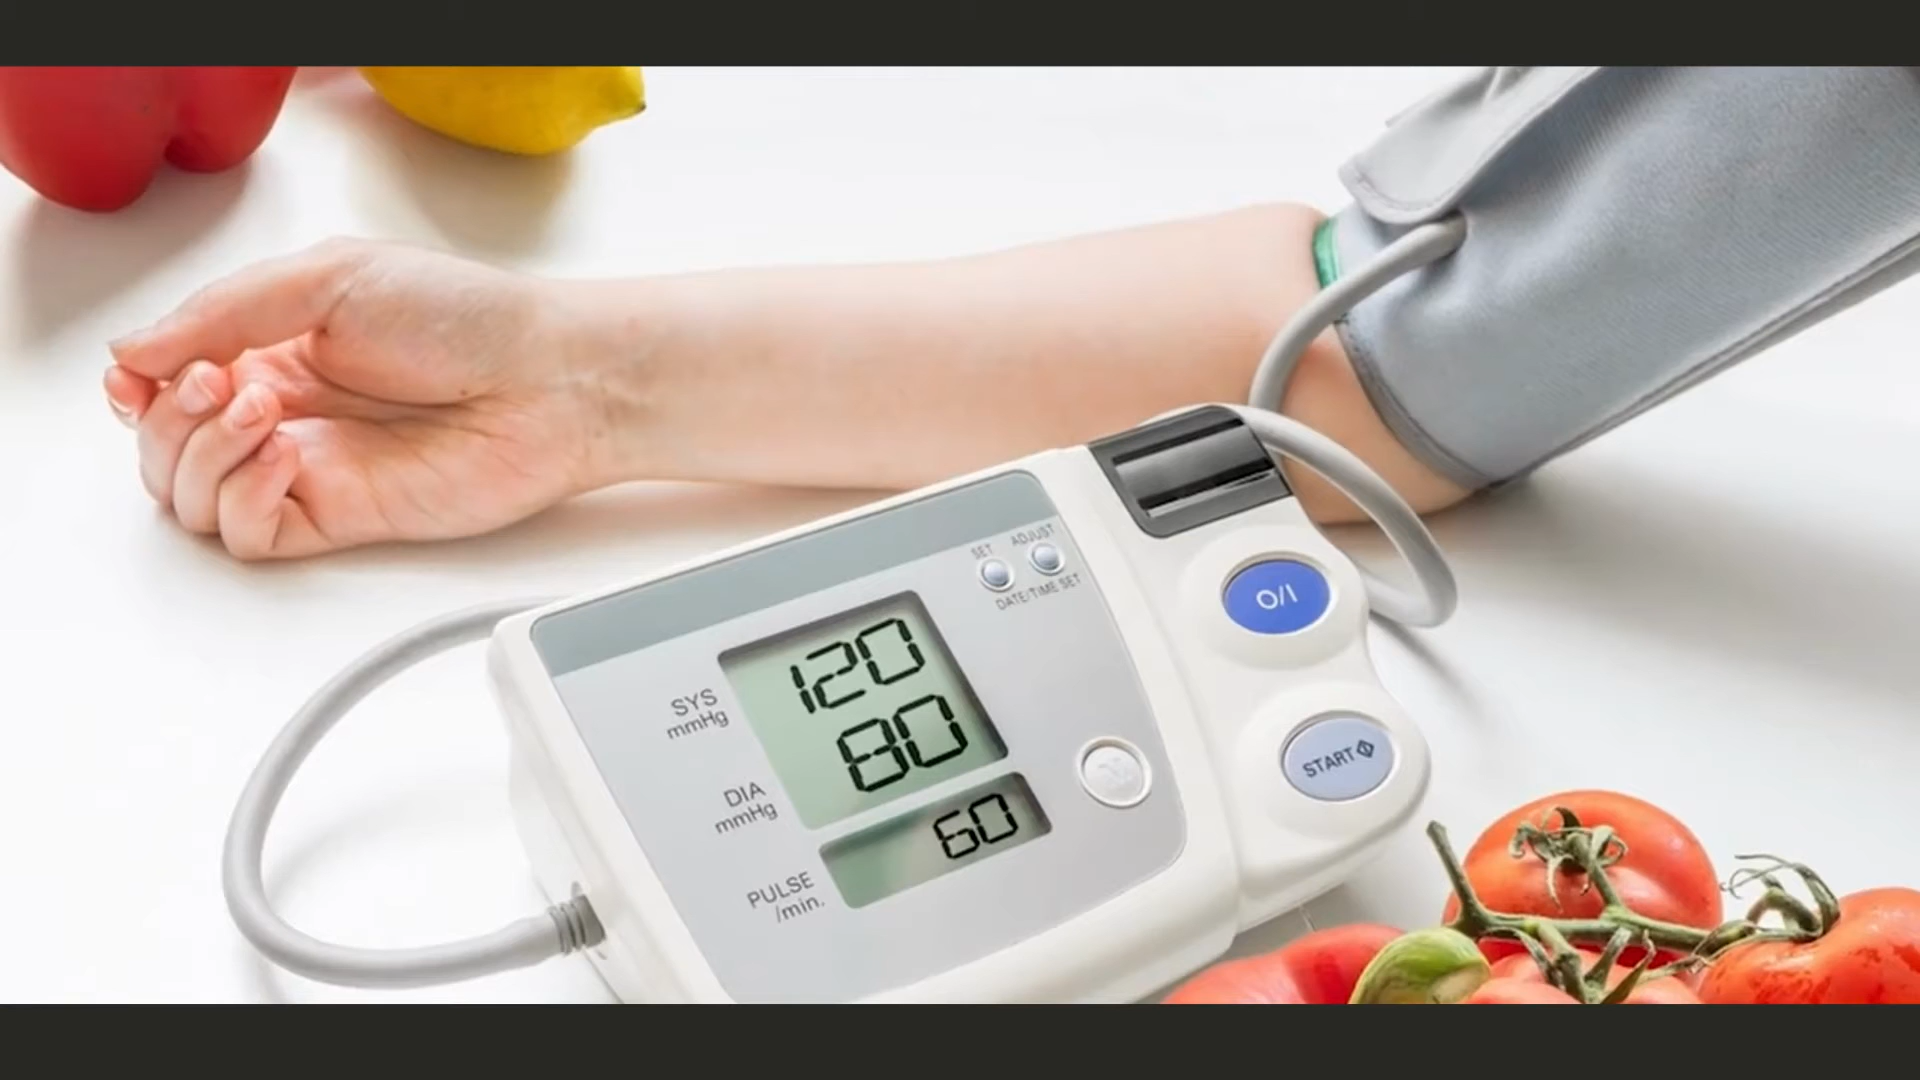 SET ADJUST
DATE/TIME SET
O/I
120
SYS
mmHg
80
START
DIA
mmHg
60
PULSE
/min.